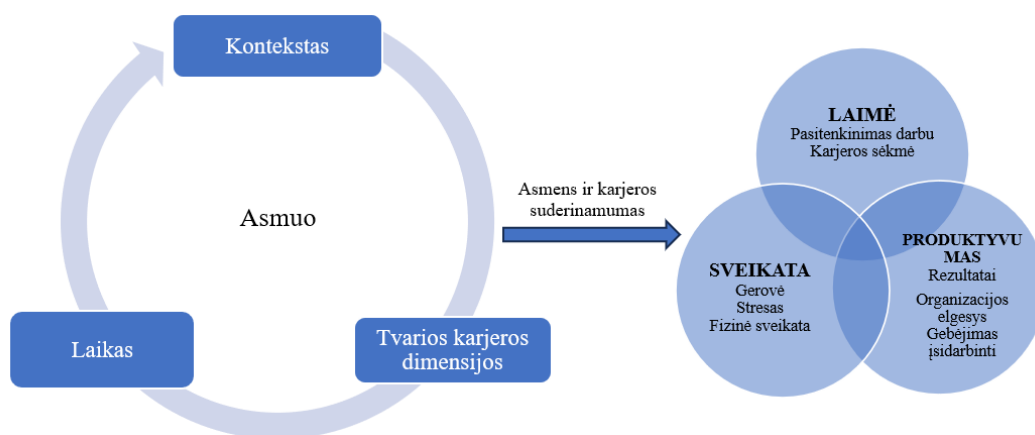 Kontekstas
Asmuo
Laikas
Tvarios karjeros
dimensijos
Asmens ir karjeros
suderinamumas
LAIMĖ
Pasitenkinimas darbu
Karjeros sėkmė
SVEIKATA
Gerovė
Stresas
Fizinė sveikata
PRODUKTYVU
MAS
Rezultatai
Organizacijos
elgesys
Gebėjimas
įsidarbinti